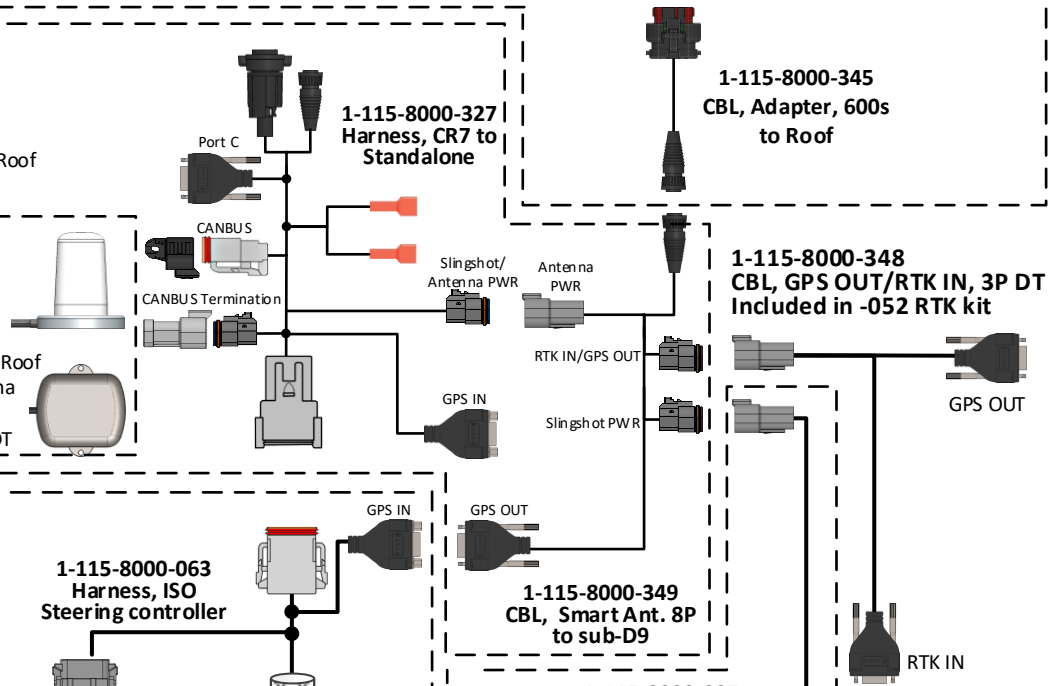 1-115-8000-345
CBL, Adapter, 600s
to Roof
1-115-8000-327
Harness, CR7 to
Standalone
Port C
Roof
CANBUS
Slingshot/
Antenna PWR
Antenna
PWR
1-115-8000-348
CBL, GPS OUT/RTK IN, 3P DT
Included in -052 RTK kit
CANBUS Termination
RTK IN/GPS OUT
Roof
na
GPS IN
GPS OUT
Slingshot PWR
GPS IN
GPS OUT
1-115-8000-063
Harness, ISO
Steering controller
1-115-8000-349
CBL, Smart Ant. 8P
to sub-D9
RTK IN